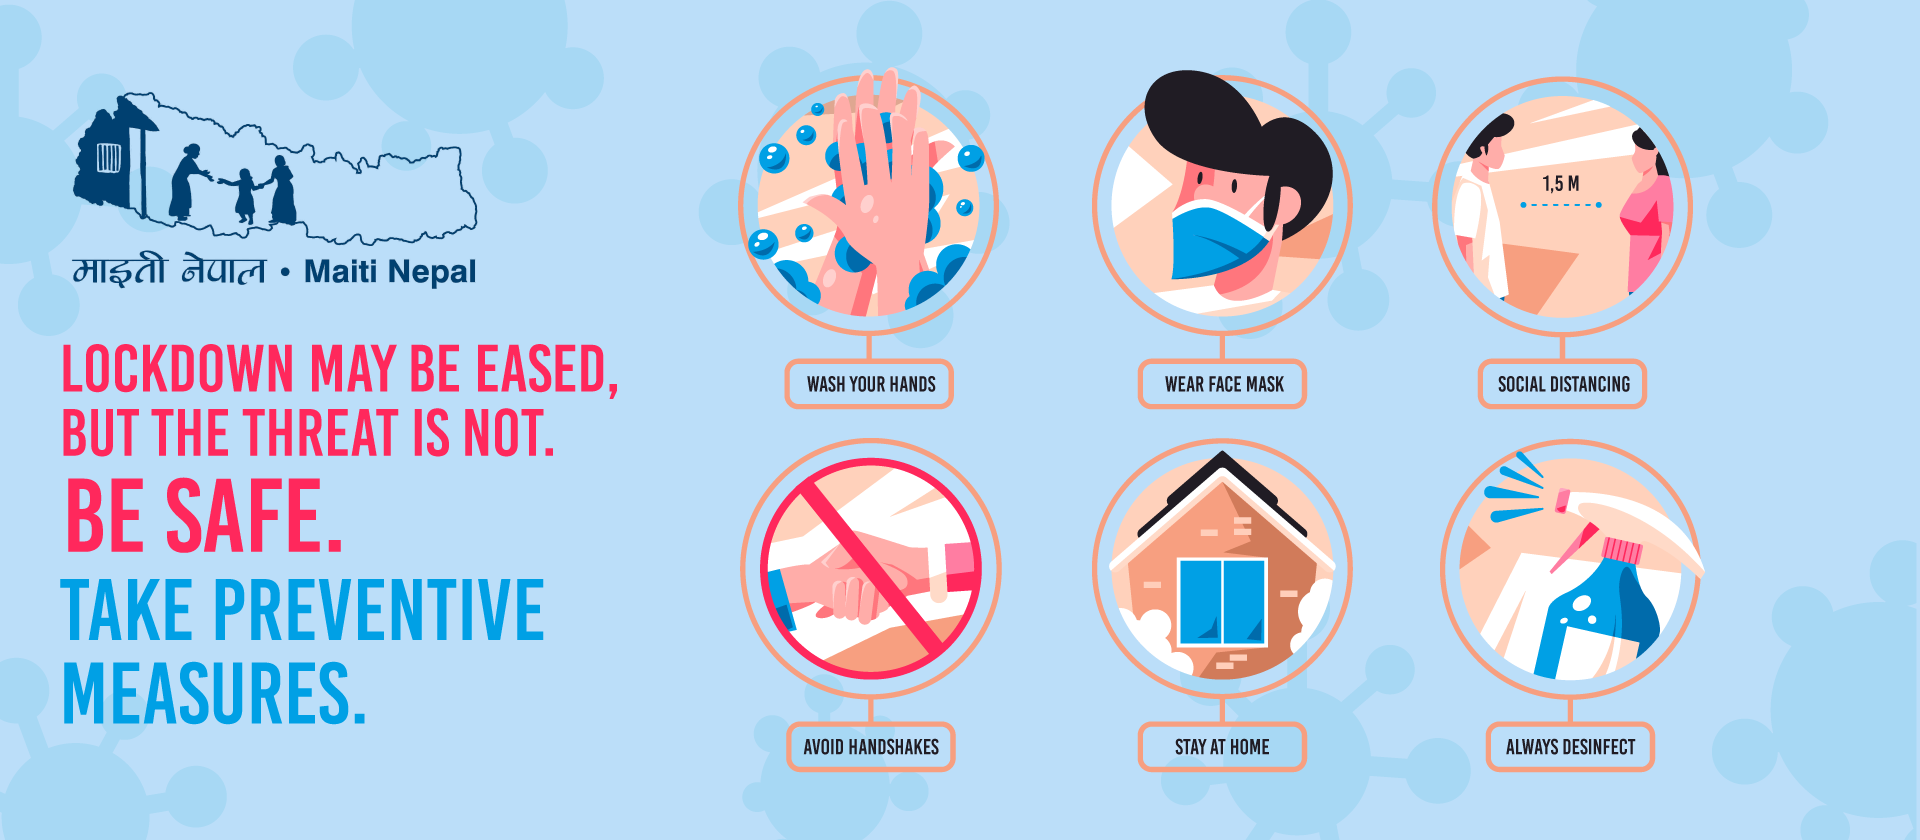 माइती नेपाल • Maiti Nepal
LOCKDOWN MAY BE EASED,
BUT THE THREAT IS NOT.
BE SAFE.
TAKE PREVENTIVE
MEASURES.
1,5 M
WASH YOUR HANDS
WEAR FACE MASK
SOCIAL DISTANCING
AVOID HANDSHAKES
STAY AT HOME
ALWAYS DESINFECT